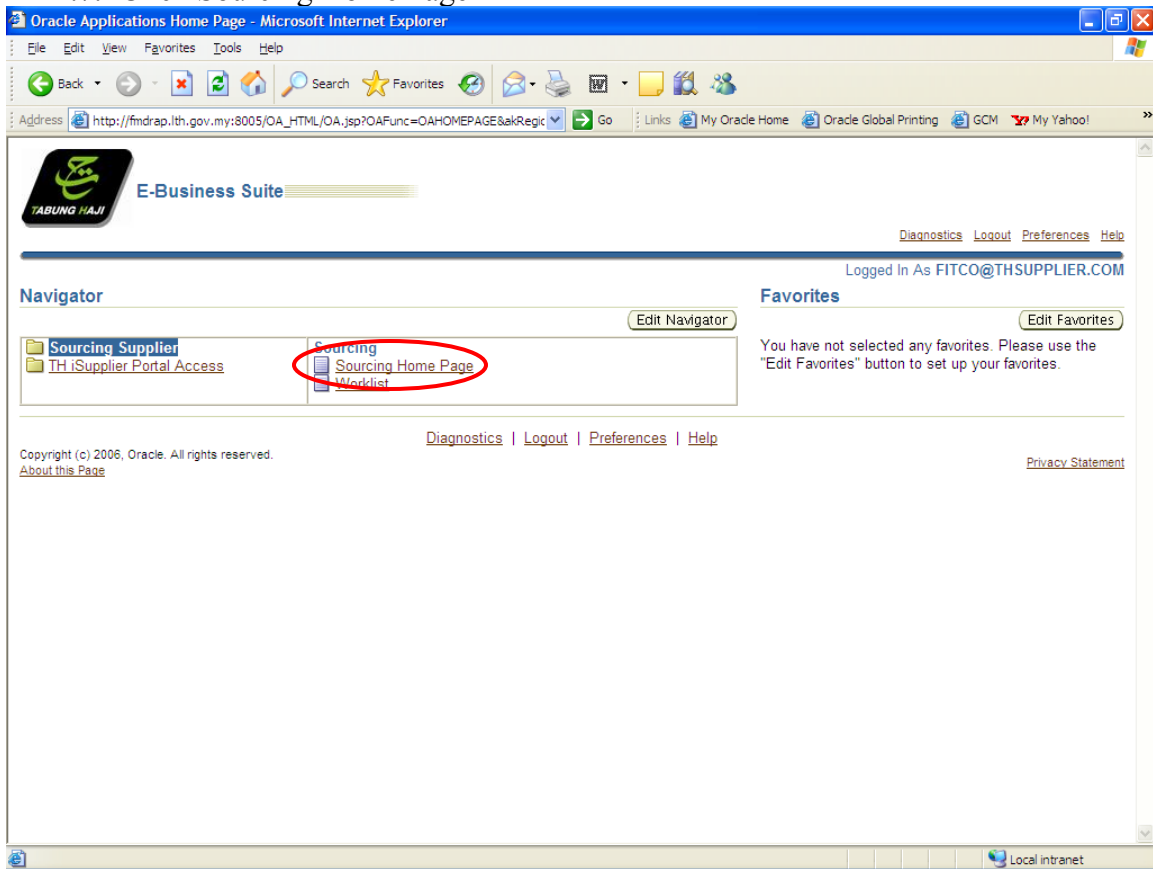 Oracle Applications Home Page - Microsoft Internet Explorer
File Edit View Favorites Tools Help
Back Search Favorites
Address http://fmdrap.lth.gov.my:8005/OA_HTML/OA.jsp?OAFunc=OAHOMEPAGE&akRegic Go Links My Oracle Home Oracle Global Printing GCM My Yahoo! »
TABUNG HAJI
E-Business Suite
Diagnostics Logout Preferences Help
Logged In As FITCO@THSUPPLIER.COM
Navigator
Edit Navigator
Sourcing Supplier
TH iSupplier Portal Access
Sourcing
Sourcing Home Page
Worklist
Favorites
Edit Favorites
You have not selected any favorites. Please use the
"Edit Favorites" button to set up your favorites.
Diagnostics | Logout | Preferences | Help
Copyright (c) 2006, Oracle. All rights reserved.
About this Page
Privacy Statement
Local intranet